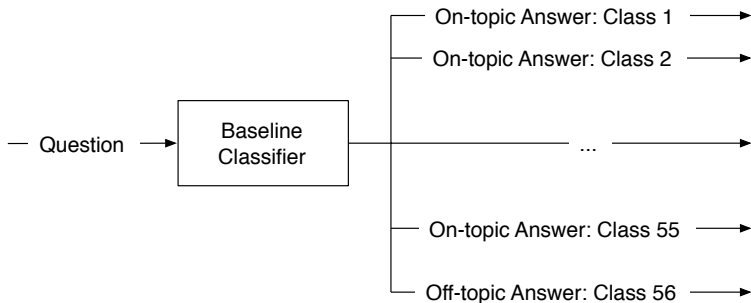 On-topic Answer: Class 1
On-topic Answer: Class 2
Question
Baseline
Classifier
...
On-topic Answer: Class 55
Off-topic Answer: Class 56